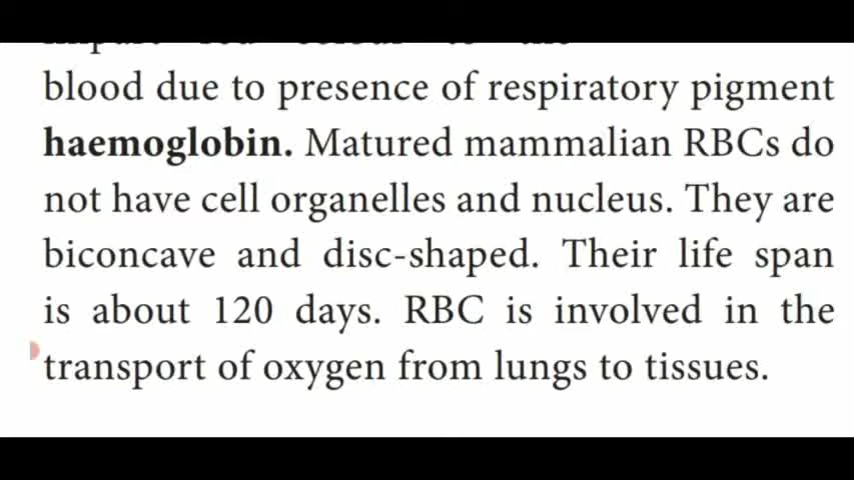 blood due to presence of respiratory pigment
haemoglobin. Matured mammalian RBCs do
not have cell organelles and nucleus. They are
biconcave and disc-shaped. Their life span
is about 120 days. RBC is involved in the
transport of oxygen from lungs to tissues.